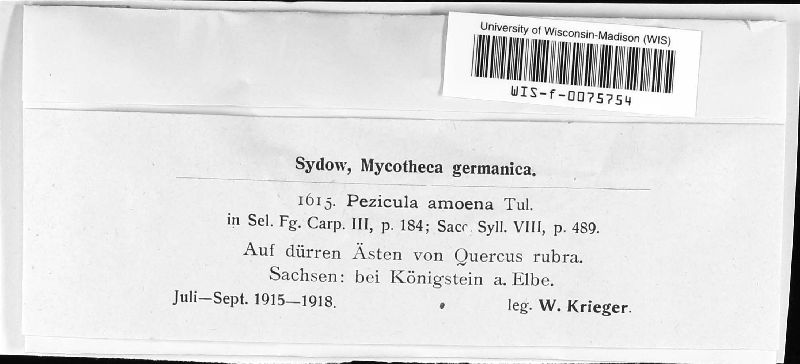 University of Wisconsin-Madison (WIS)
WIS-f-0075754
Sydow, Mycotheca germanica.
1615. Pezicula amoena Tul.
in Sel. Fg. Carp. III, p. 184; Sacc. Syll. VIII, p. 489.
Auf dürren Ästen von Quercus rubra.
Sachsen: bei Königstein a. Elbe.
Juli—Sept. 1915—1918.
leg. W. Krieger.